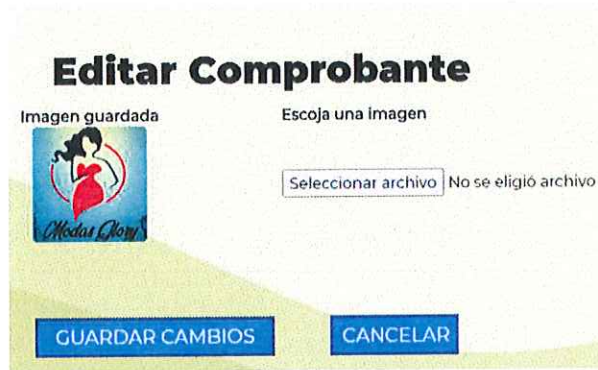 Editar Comprobante
Imagen guardada
Escoja una imagen
Modas Glory
Seleccionar archivo No se eligió archivo
GUARDAR CAMBIOS
CANCELAR